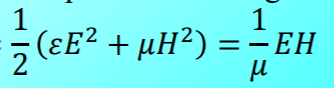 = 1/2 (εE² + μH²) = 1/μ EH